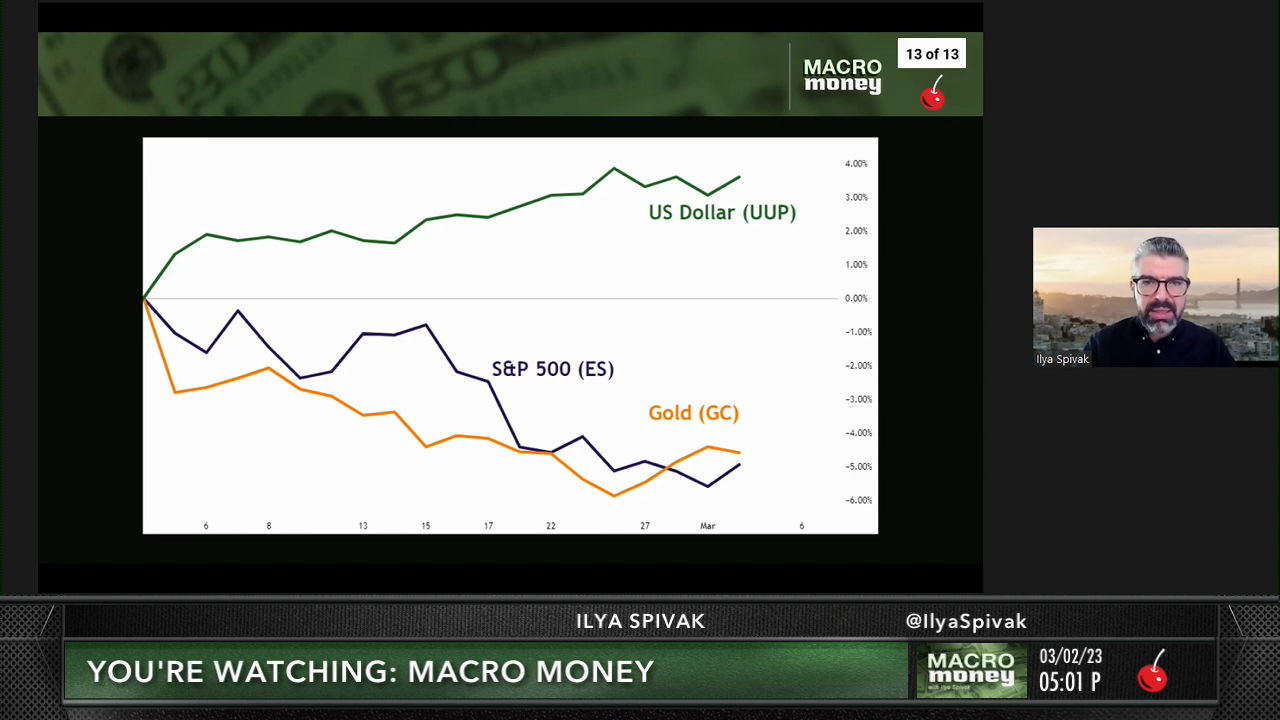 MACRO
money
13 of 13
4.00%
3.00%
US Dollar (UUP)
2.00%
1.00%
0.00%
-1.00%
S&P 500 (ES)
-2.00%
-3.00%
Gold (GC)
-4.00%
-5.00%
-6.00%
6 8 13 15 17 22 27 Mar 6
Ilya Spivak
ILYA SPIVAK
@IlyaSpivak
YOU'RE WATCHING: MACRO MONEY
MACRO
money
with Ilya Spivak
03/02/23
05:01 P